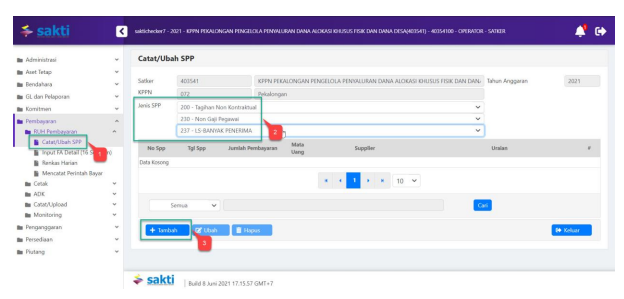 sakti
saktichecker7 - 2021 - KPPN PEKALONGAN PENGELOLA PENYALURAN DANA ALOKASI KHUSUS FISIK DAN DANA DESA(403541) - 40354100 - OPERATOR - SATKER
Administrasi
Aset Tetap
Bendahara
GL dan Pelaporan
Komitmen
Pembayaran
RUH Pembayaran
Catat/Ubah SPP
1
Input FA Detail (16 S
Renkas Harian
Mencatat Perintah Bayar
Cetak
ADK
Catat/Upload
Monitoring
Penganggaran
Persediaan
Piutang
Catat/Ubah SPP
Satker 403541 KPPN PEKALONGAN PENGELOLA PENYALURAN DANA ALOKASI KHUSUS FISIK DAN DAN Tahun Anggaran 2021
KPPN 072 Pekalongan
Jenis SPP 200 - Tagihan Non Kontraktual
230 - Non Gaji Pegawai
237 - LS-BANYAK PENERIMA
2
No Spp Tgl Spp Jumlah Pembayaran Mata Uang Supplier Uraian #
Data Kosong
« ‹ 1 › » 10
Semua Cari
+ Tambah Ubah Hapus Keluar
3
sakti Build 8 Juni 2021 17.15.57 GMT+7